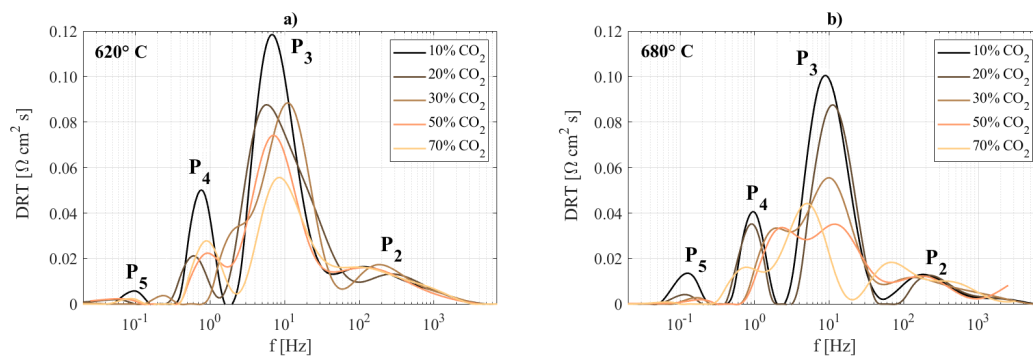 a)
620° C
0.12
0.10
0.08
0.06
0.04
0.02
0
DRT [Ω cm² s]
P₃
P₄
P₅
P₂
10% CO₂
20% CO₂
30% CO₂
50% CO₂
70% CO₂
10⁻¹
10⁰
10¹
10²
10³
f [Hz]
b)
680° C
0.12
0.10
0.08
0.06
0.04
0.02
0
DRT [Ω cm² s]
P₃
P₄
P₅
P₂
10% CO₂
20% CO₂
30% CO₂
50% CO₂
70% CO₂
10⁻¹
10⁰
10¹
10²
10³
f [Hz]